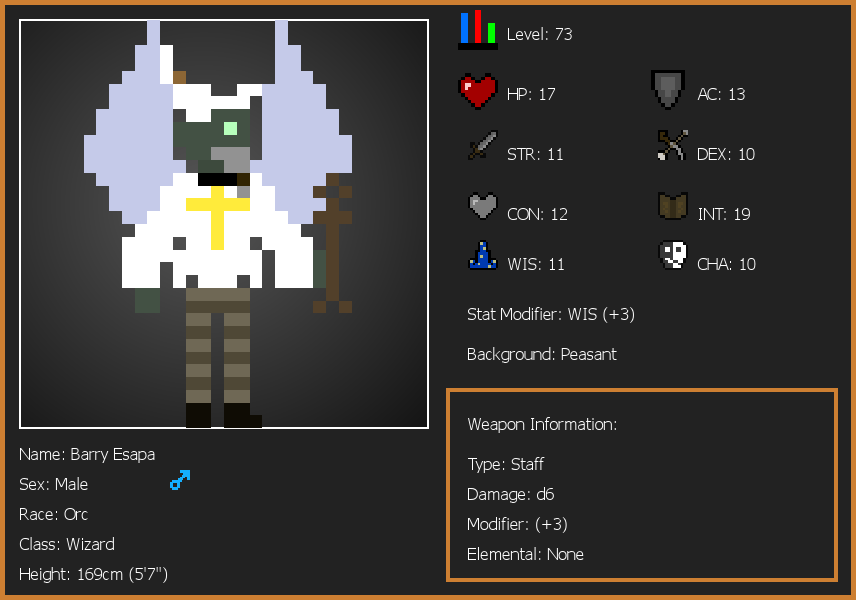 Level: 73
HP: 17
AC: 13
STR: 11
DEX: 10
CON: 12
INT: 19
WIS: 11
CHA: 10
Stat Modifier: WIS (+3)
Background: Peasant
Weapon Information:
Type: Staff
Damage: d6
Modifier: (+3)
Elemental: None
Name: Barry Esapa
Sex: Male
Race: Orc
Class: Wizard
Height: 169cm (5'7")